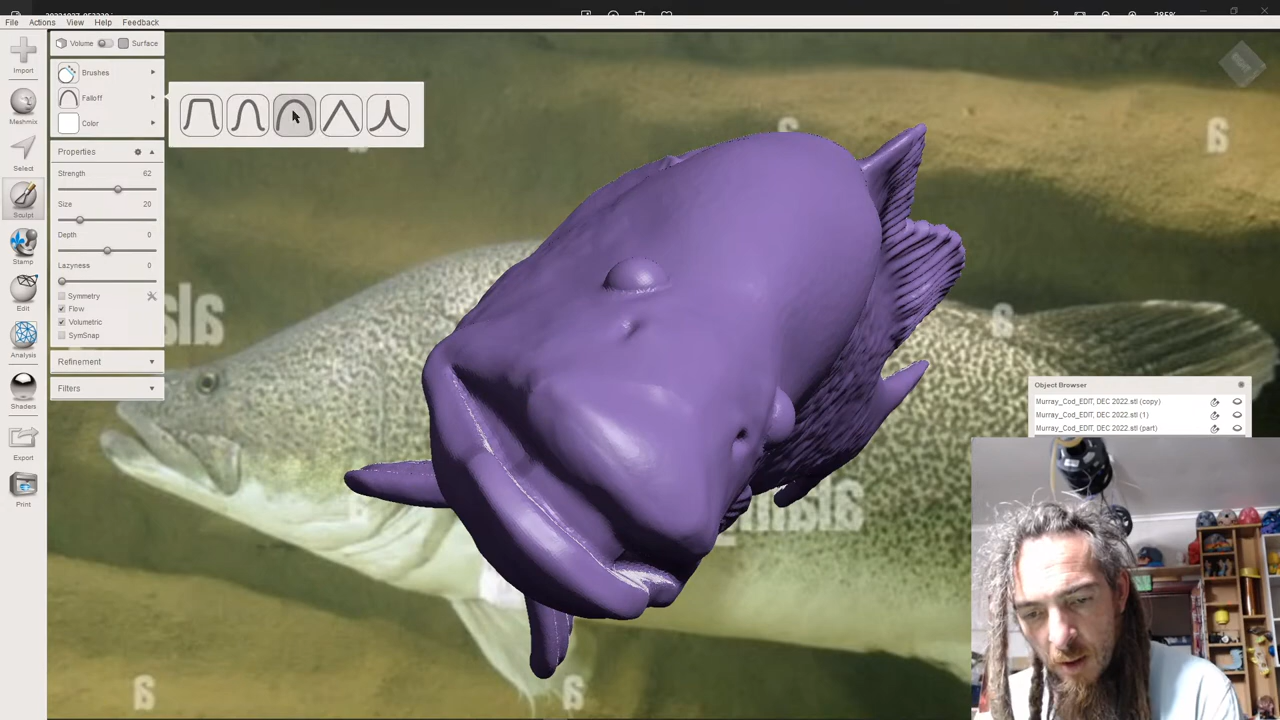 285%
File Actions View Help Feedback
Import
Meshmix
Select
Sculpt
Stamp
Edit
Analysis
Shaders
Export
Print
Volume Surface
Brushes
Falloff
Color
Properties
Strength 62
Size 20
Depth 0
Lazyness 0
Symmetry
Flow
Volumetric
SymSnap
Refinement
Filters
Object Browser
Murray_Cod_EDIT, DEC 2022.stl (copy)
Murray_Cod_EDIT, DEC 2022.stl (1)
Murray_Cod_EDIT, DEC 2022.stl (part)
a
a
a
a
a